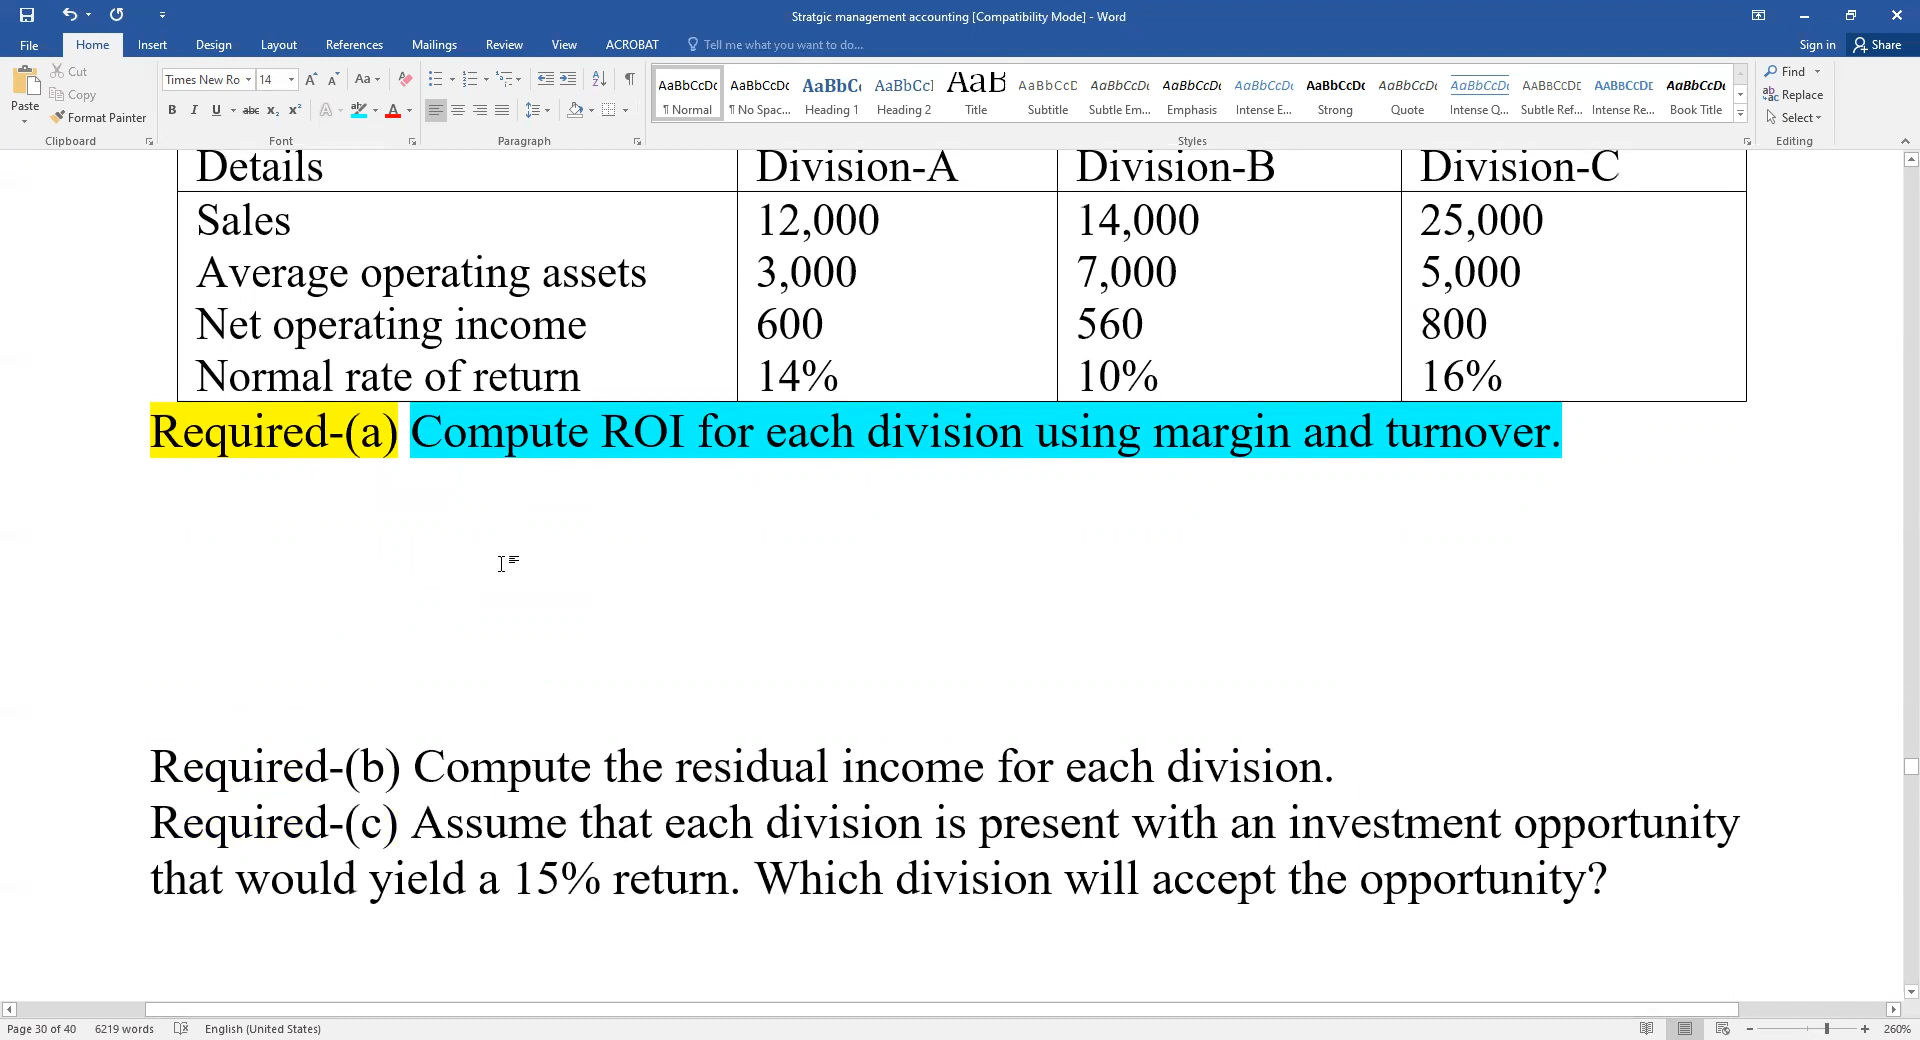 Stratgic management accounting [Compatibility Mode] - Word
File Home Insert Design Layout References Mailings Review View ACROBAT Tell me what you want to do... Sign in Share
Paste
Cut
Copy
Format Painter
Clipboard
Times New Ro 14
Font
Paragraph
AaBbCcDc AaBbCcDc AaBbC AaBbCcI AaB AaBbCcD AaBbCcDt AaBbCcDt AaBbCcDt AaBbCcDc AaBbCcDt AaBbCcDt AABBCCDE AABBCCDE AaBbCcDt
¶ Normal ¶ No Spac... Heading 1 Heading 2 Title Subtitle Subtle Em... Emphasis Intense E... Strong Quote Intense Q... Subtle Ref... Intense Re... Book Title
Styles
Find
Replace
Select
Editing
Details Division-A Division-B Division-C
Sales 12,000 14,000 25,000
Average operating assets 3,000 7,000 5,000
Net operating income 600 560 800
Normal rate of return 14% 10% 16%
Required-(a) Compute ROI for each division using margin and turnover.
Required-(b) Compute the residual income for each division.
Required-(c) Assume that each division is present with an investment opportunity
that would yield a 15% return. Which division will accept the opportunity?
Page 30 of 40 6219 words English (United States) 260%